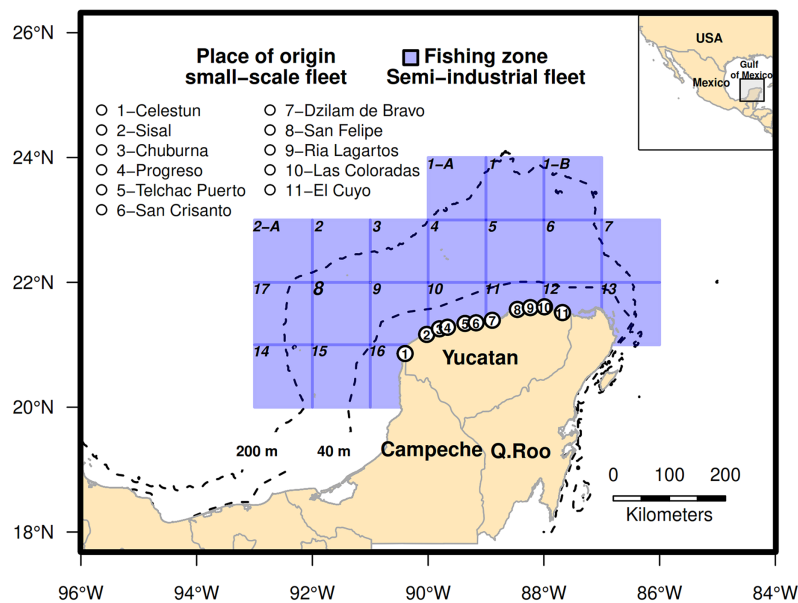 26°N
24°N
22°N
20°N
18°N
Place of origin
small-scale fleet
Fishing zone
Semi-industrial fleet
1-Celestun
2-Sisal
3-Chuburna
4-Progreso
5-Telchac Puerto
6-San Crisanto
7-Dzilam de Bravo
8-San Felipe
9-Ria Lagartos
10-Las Coloradas
11-El Cuyo
USA
Gulf
of Mexico
Mexico
1-A 1 1-B
2-A 2 3 4 5 6 7
17 8 9 10 11 12 13
14 15 16
1 2 3 4 5 6 7 8 9 10 11
Yucatan
Campeche Q.Roo
200 m 40 m
0 100 200
Kilometers
96°W 94°W 92°W 90°W 88°W 86°W 84°W